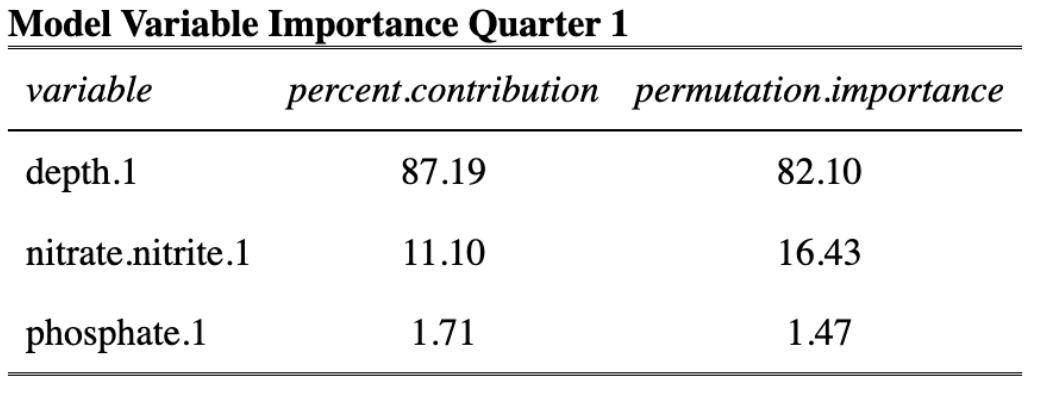 Model Variable Importance Quarter 1
variable percent.contribution permutation.importance
depth.1 87.19 82.10
nitrate.nitrite.1 11.10 16.43
phosphate.1 1.71 1.47